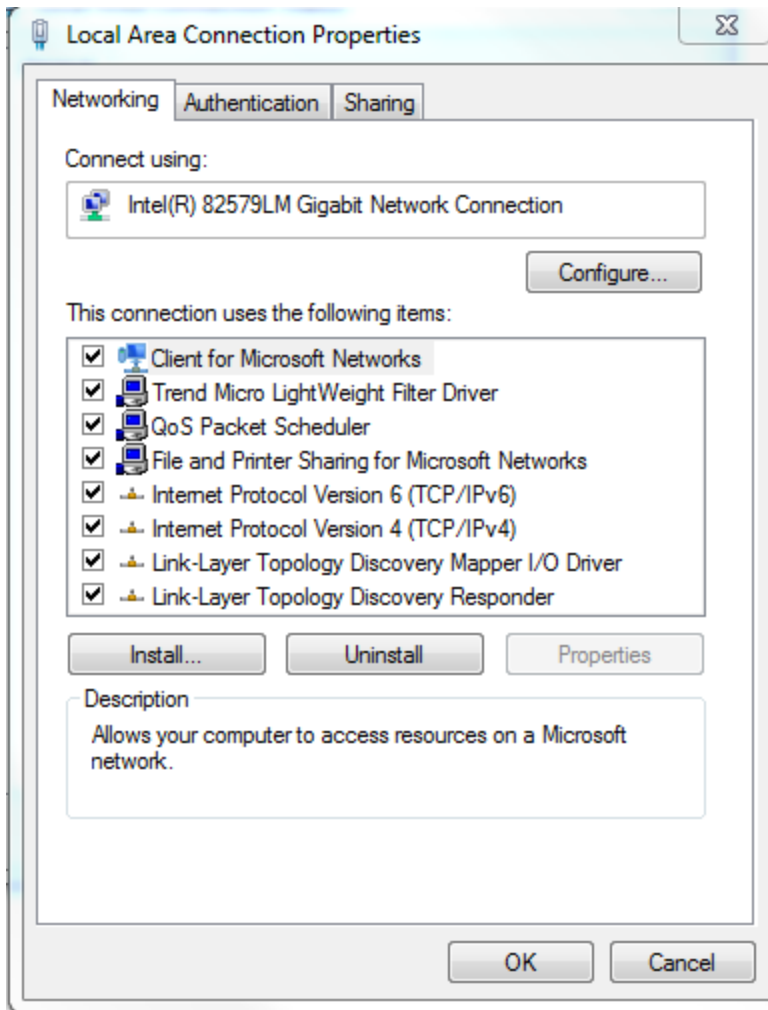 Local Area Connection Properties
Networking
Authentication
Sharing
Connect using:
Intel(R) 82579LM Gigabit Network Connection
Configure...
This connection uses the following items:
Client for Microsoft Networks
Trend Micro LightWeight Filter Driver
QoS Packet Scheduler
File and Printer Sharing for Microsoft Networks
Internet Protocol Version 6 (TCP/IPv6)
Internet Protocol Version 4 (TCP/IPv4)
Link-Layer Topology Discovery Mapper I/O Driver
Link-Layer Topology Discovery Responder
Install...
Uninstall
Properties
Description
Allows your computer to access resources on a Microsoft
network.
OK
Cancel